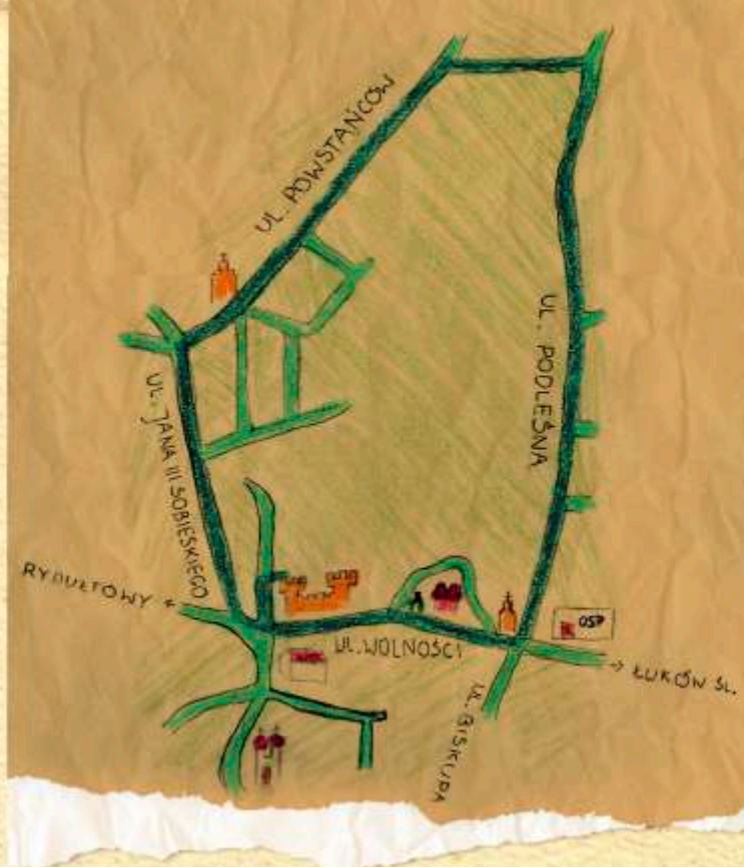 UL. POWSTAŃCÓW
UL. PODLEŚNA
UL. JANA III SOBIESKIEGO
RYDUŁTOWY ←
OSP
UL. WOLNOŚCI
→ ŁUKÓW ŚL.
UL. BISKUPA